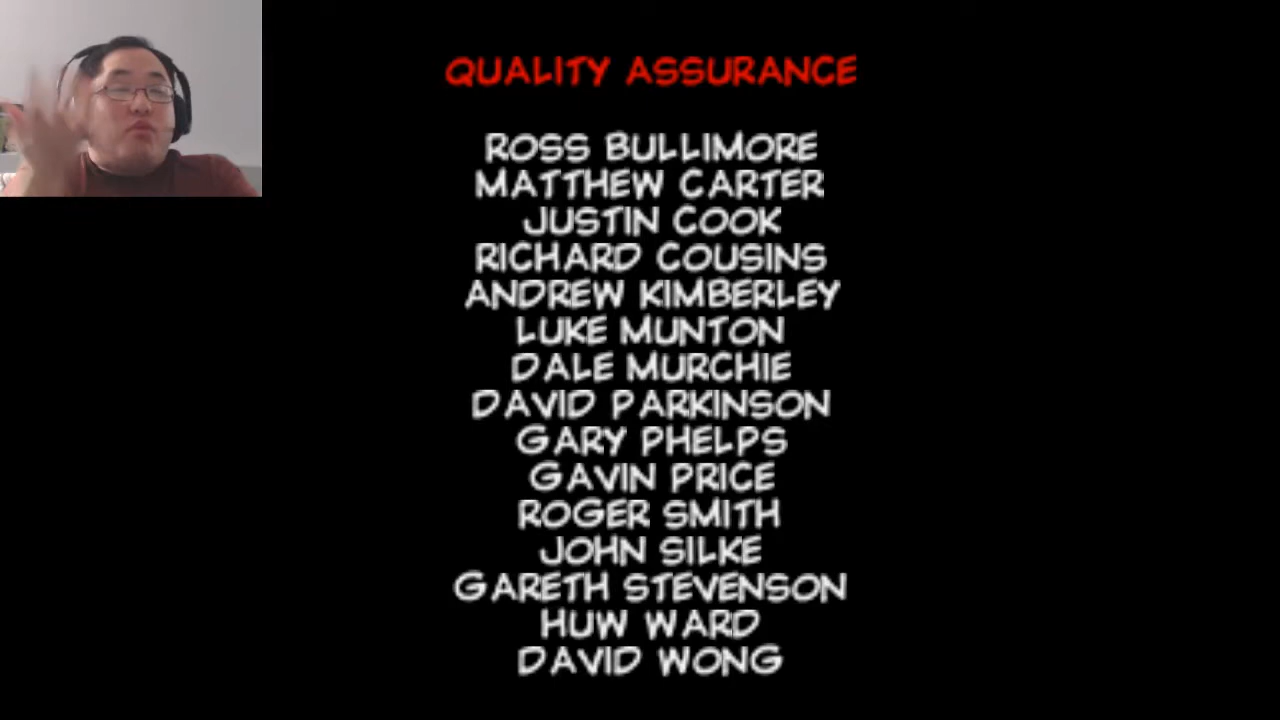 QUALITY ASSURANCE
ROSS BULLIMORE
MATTHEW CARTER
JUSTIN COOK
RICHARD COUSINS
ANDREW KIMBERLEY
LUKE MUNTON
DALE MURCHIE
DAVID PARKINSON
GARY PHELPS
GAVIN PRICE
ROGER SMITH
JOHN SILKE
GARETH STEVENSON
HUW WARD
DAVID WONG